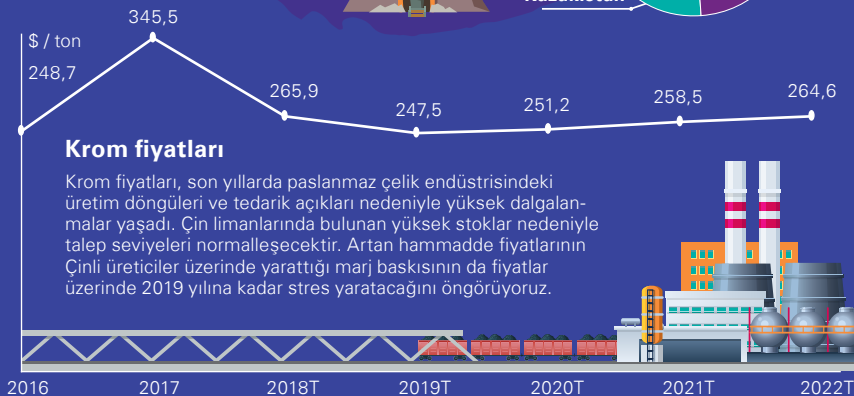 Kazakistan
345,5
$ / ton
248,7
265,9
247,5
251,2
258,5
264,6
Krom fiyatları
Krom fiyatları, son yıllarda paslanmaz çelik endüstrisindeki
üretim döngüleri ve tedarik açıkları nedeniyle yüksek dalgalan-
malar yaşadı. Çin limanlarında bulunan yüksek stoklar nedeniyle
talep seviyeleri normalleşecektir. Artan hammadde fiyatlarının
Çinli üreticiler üzerinde yarattığı marj baskısının da fiyatlar
üzerinde 2019 yılına kadar stres yaratacağını öngörüyoruz.
2016 2017 2018T 2019T 2020T 2021T 2022T